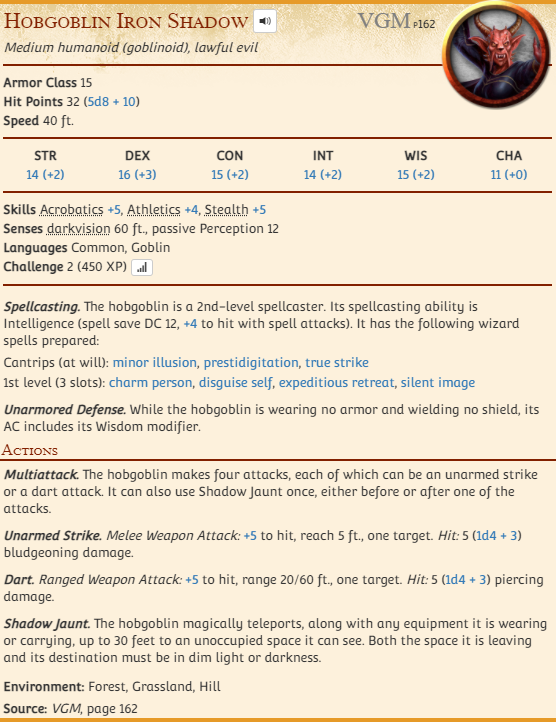 Hobgoblin Iron Shadow VGM P162
Medium humanoid (goblinoid), lawful evil
Armor Class 15
Hit Points 32 (5d8 + 10)
Speed 40 ft.
STR DEX CON INT WIS CHA
14 (+2) 16 (+3) 15 (+2) 14 (+2) 15 (+2) 11 (+0)
Skills Acrobatics +5, Athletics +4, Stealth +5
Senses darkvision 60 ft., passive Perception 12
Languages Common, Goblin
Challenge 2 (450 XP)
Spellcasting. The hobgoblin is a 2nd-level spellcaster. Its spellcasting ability is
Intelligence (spell save DC 12, +4 to hit with spell attacks). It has the following wizard
spells prepared:
Cantrips (at will): minor illusion, prestidigitation, true strike
1st level (3 slots): charm person, disguise self, expeditious retreat, silent image
Unarmored Defense. While the hobgoblin is wearing no armor and wielding no shield, its
AC includes its Wisdom modifier.
Actions
Multiattack. The hobgoblin makes four attacks, each of which can be an unarmed strike
or a dart attack. It can also use Shadow Jaunt once, either before or after one of the
attacks.
Unarmed Strike. Melee Weapon Attack: +5 to hit, reach 5 ft., one target. Hit: 5 (1d4 + 3)
bludgeoning damage.
Dart. Ranged Weapon Attack: +5 to hit, range 20/60 ft., one target. Hit: 5 (1d4 + 3) piercing
damage.
Shadow Jaunt. The hobgoblin magically teleports, along with any equipment it is wearing
or carrying, up to 30 feet to an unoccupied space it can see. Both the space it is leaving
and its destination must be in dim light or darkness.
Environment: Forest, Grassland, Hill
Source: VGM, page 162